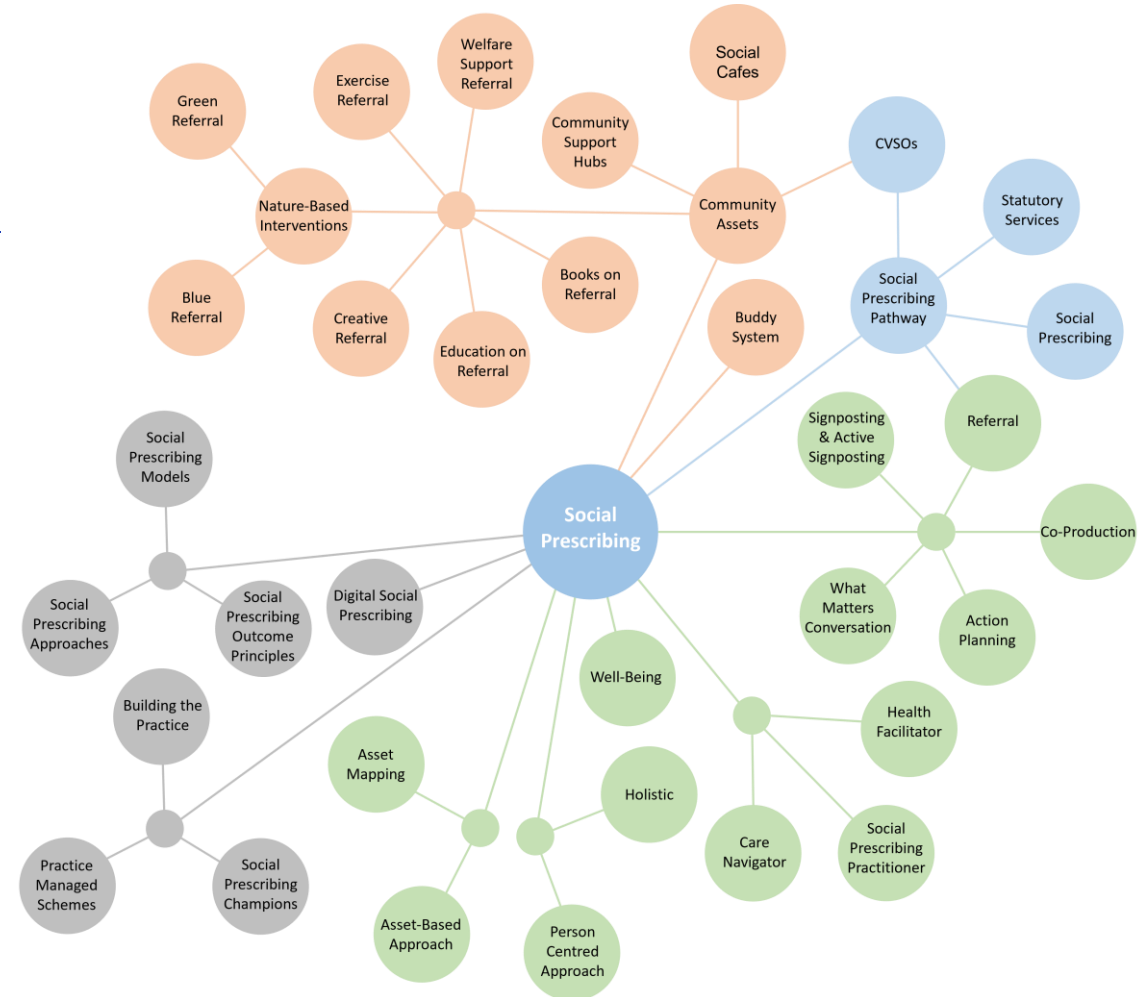 Social
Cafes
Welfare
Support
Referral
Exercise
Referral
Green
Referral
Community
Support
Hubs
CVSOs
Nature-Based
Interventions
Community
Assets
Statutory
Services
Books on
Referral
Blue
Referral
Creative
Referral
Education on
Referral
Buddy
System
Social
Prescribing
Pathway
Social
Prescribing
Signposting
& Active
Signposting
Referral
Social
Prescribing
Models
Social
Prescribing
Co-Production
Social
Prescribing
Approaches
Social
Prescribing
Outcome
Principles
Digital Social
Prescribing
What
Matters
Conversation
Action
Planning
Well-Being
Building the
Practice
Health
Facilitator
Asset
Mapping
Holistic
Care
Navigator
Social
Prescribing
Practitioner
Practice
Managed
Schemes
Social
Prescribing
Champions
Asset-Based
Approach
Person
Centred
Approach